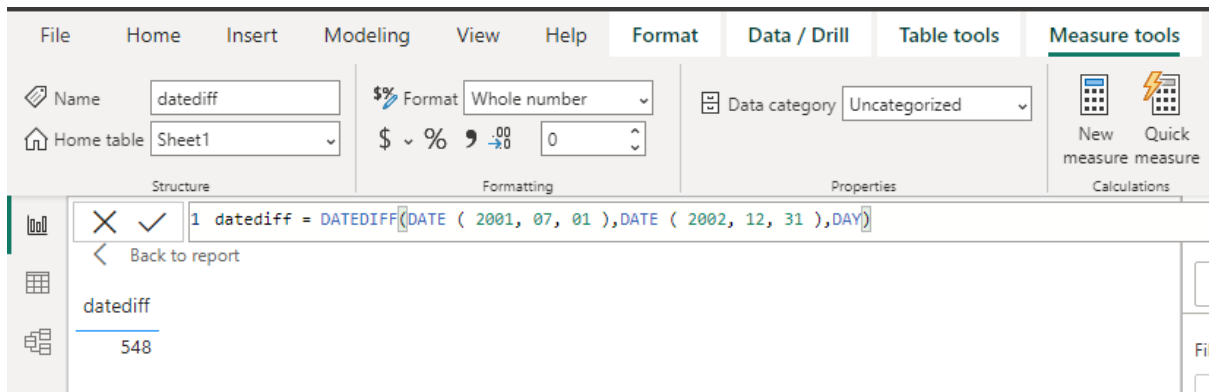 File Home Insert Modeling View Help Format Data / Drill Table tools Measure tools
Name datediff
Home table Sheet1
Structure
$% Format Whole number
$ % 9 .00 0
Formatting
Data category Uncategorized
Properties
New measure
Quick measure
Calculations
1 datediff = DATEDIFF(DATE ( 2001, 07, 01 ),DATE ( 2002, 12, 31 ),DAY)
Back to report
datediff
548